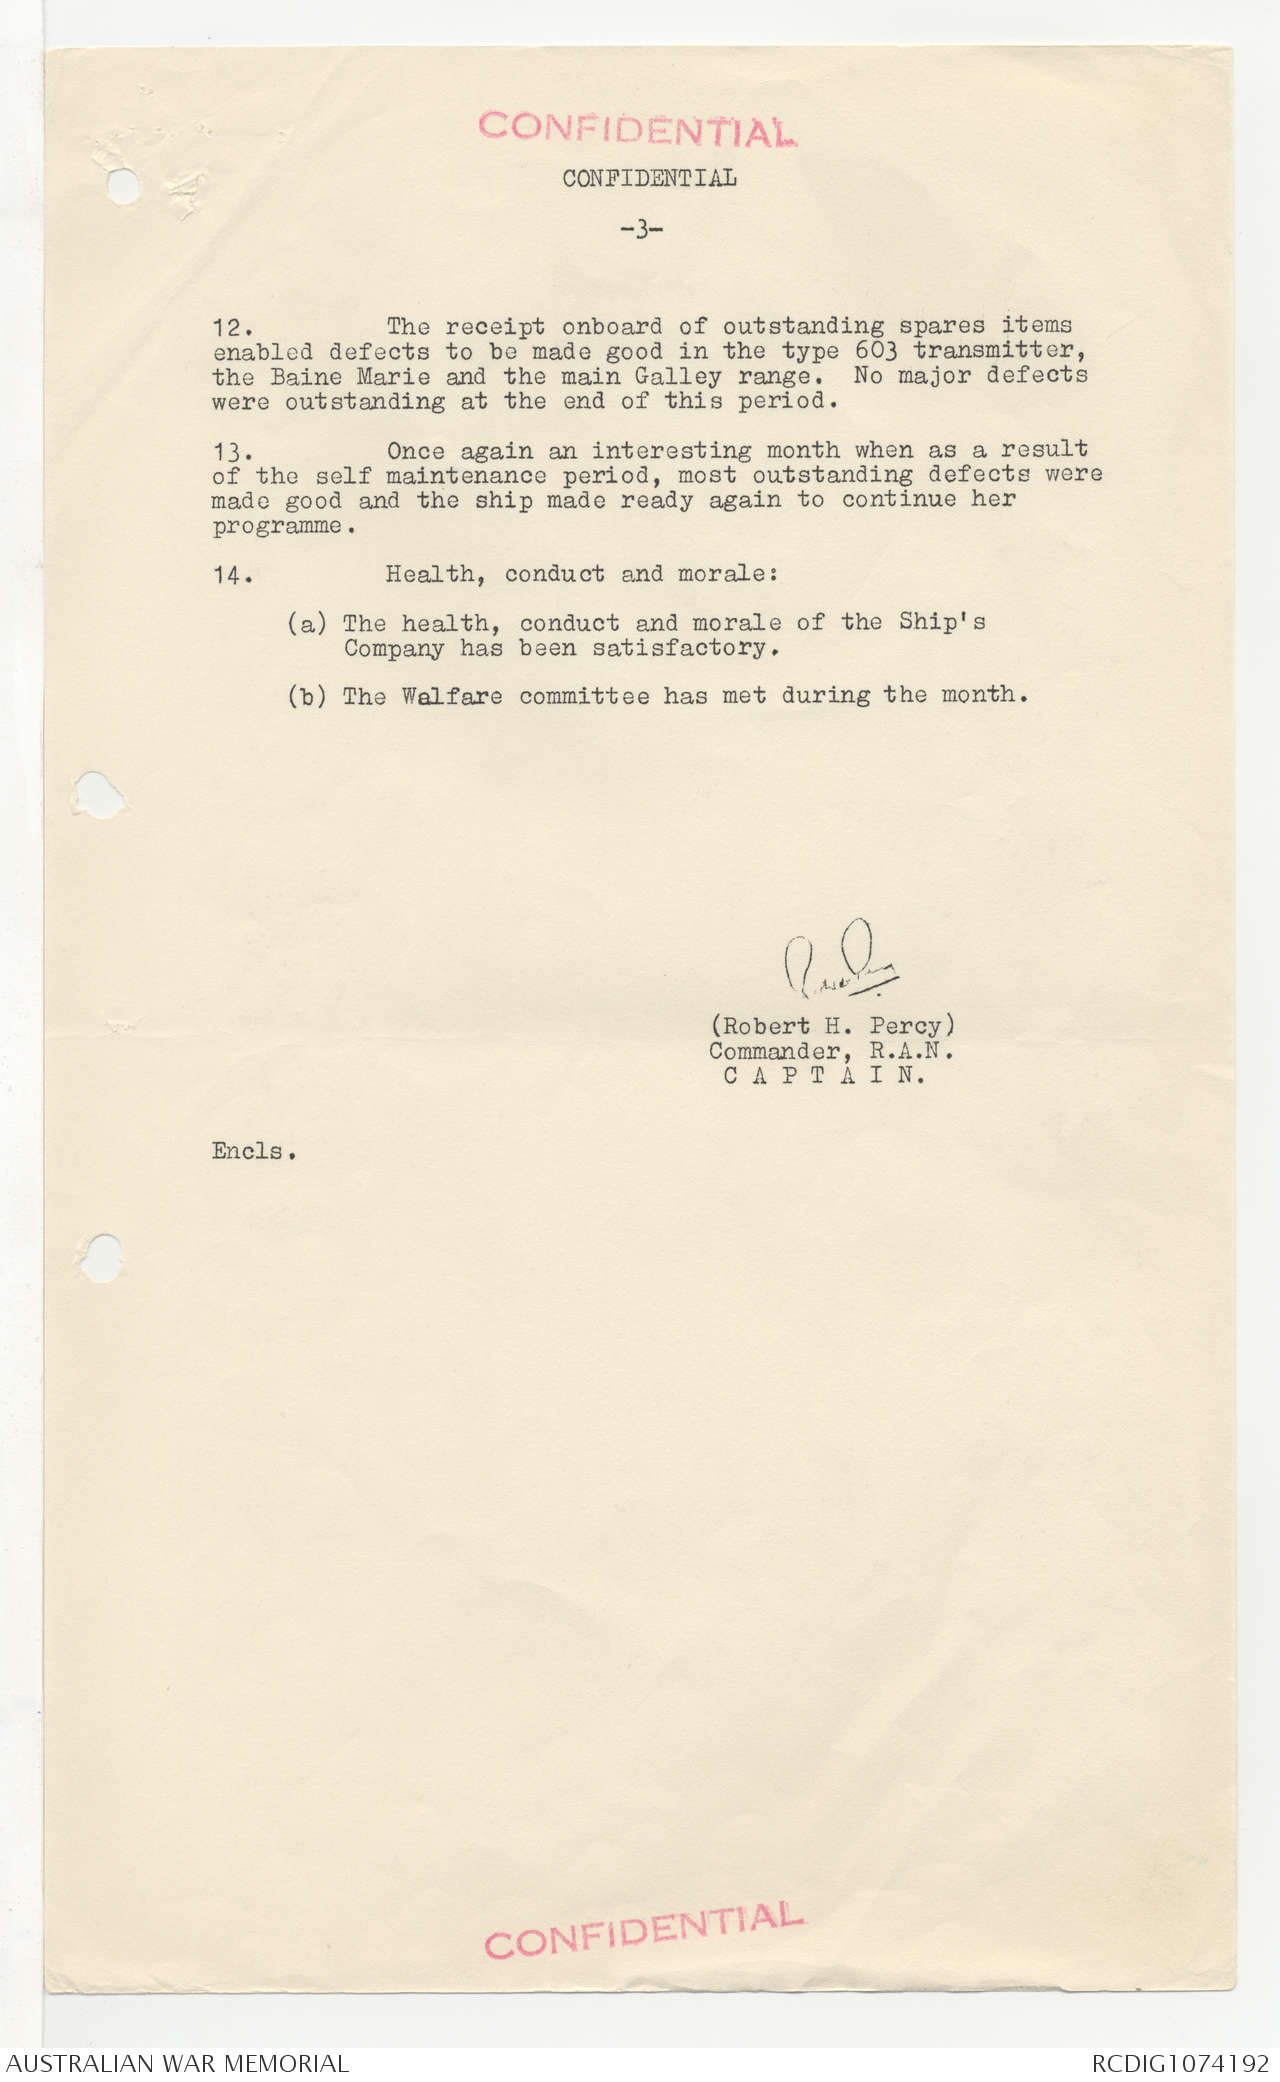 CONFIDENTIAL
CONFIDENTIAL
-3-
12. The receipt onboard of outstanding spares items
enabled defects to be made good in the type 603 transmitter,
the Baine Marie and the main Galley range. No major defects
were outstanding at the end of this period.
13. Once again an interesting month when as a result
of the self maintenance period, most outstanding defects were
made good and the ship made ready again to continue her
programme.
14. Health, conduct and morale:
(a) The health, conduct and morale of the Ship's
Company has been satisfactory.
(b) The Walfare committee has met during the month.
(Robert H. Percy)
Commander, R.A.N.
C A P T A I N.
Encls.
CONFIDENTIAL
AUSTRALIAN WAR MEMORIAL
RCDIG1074192